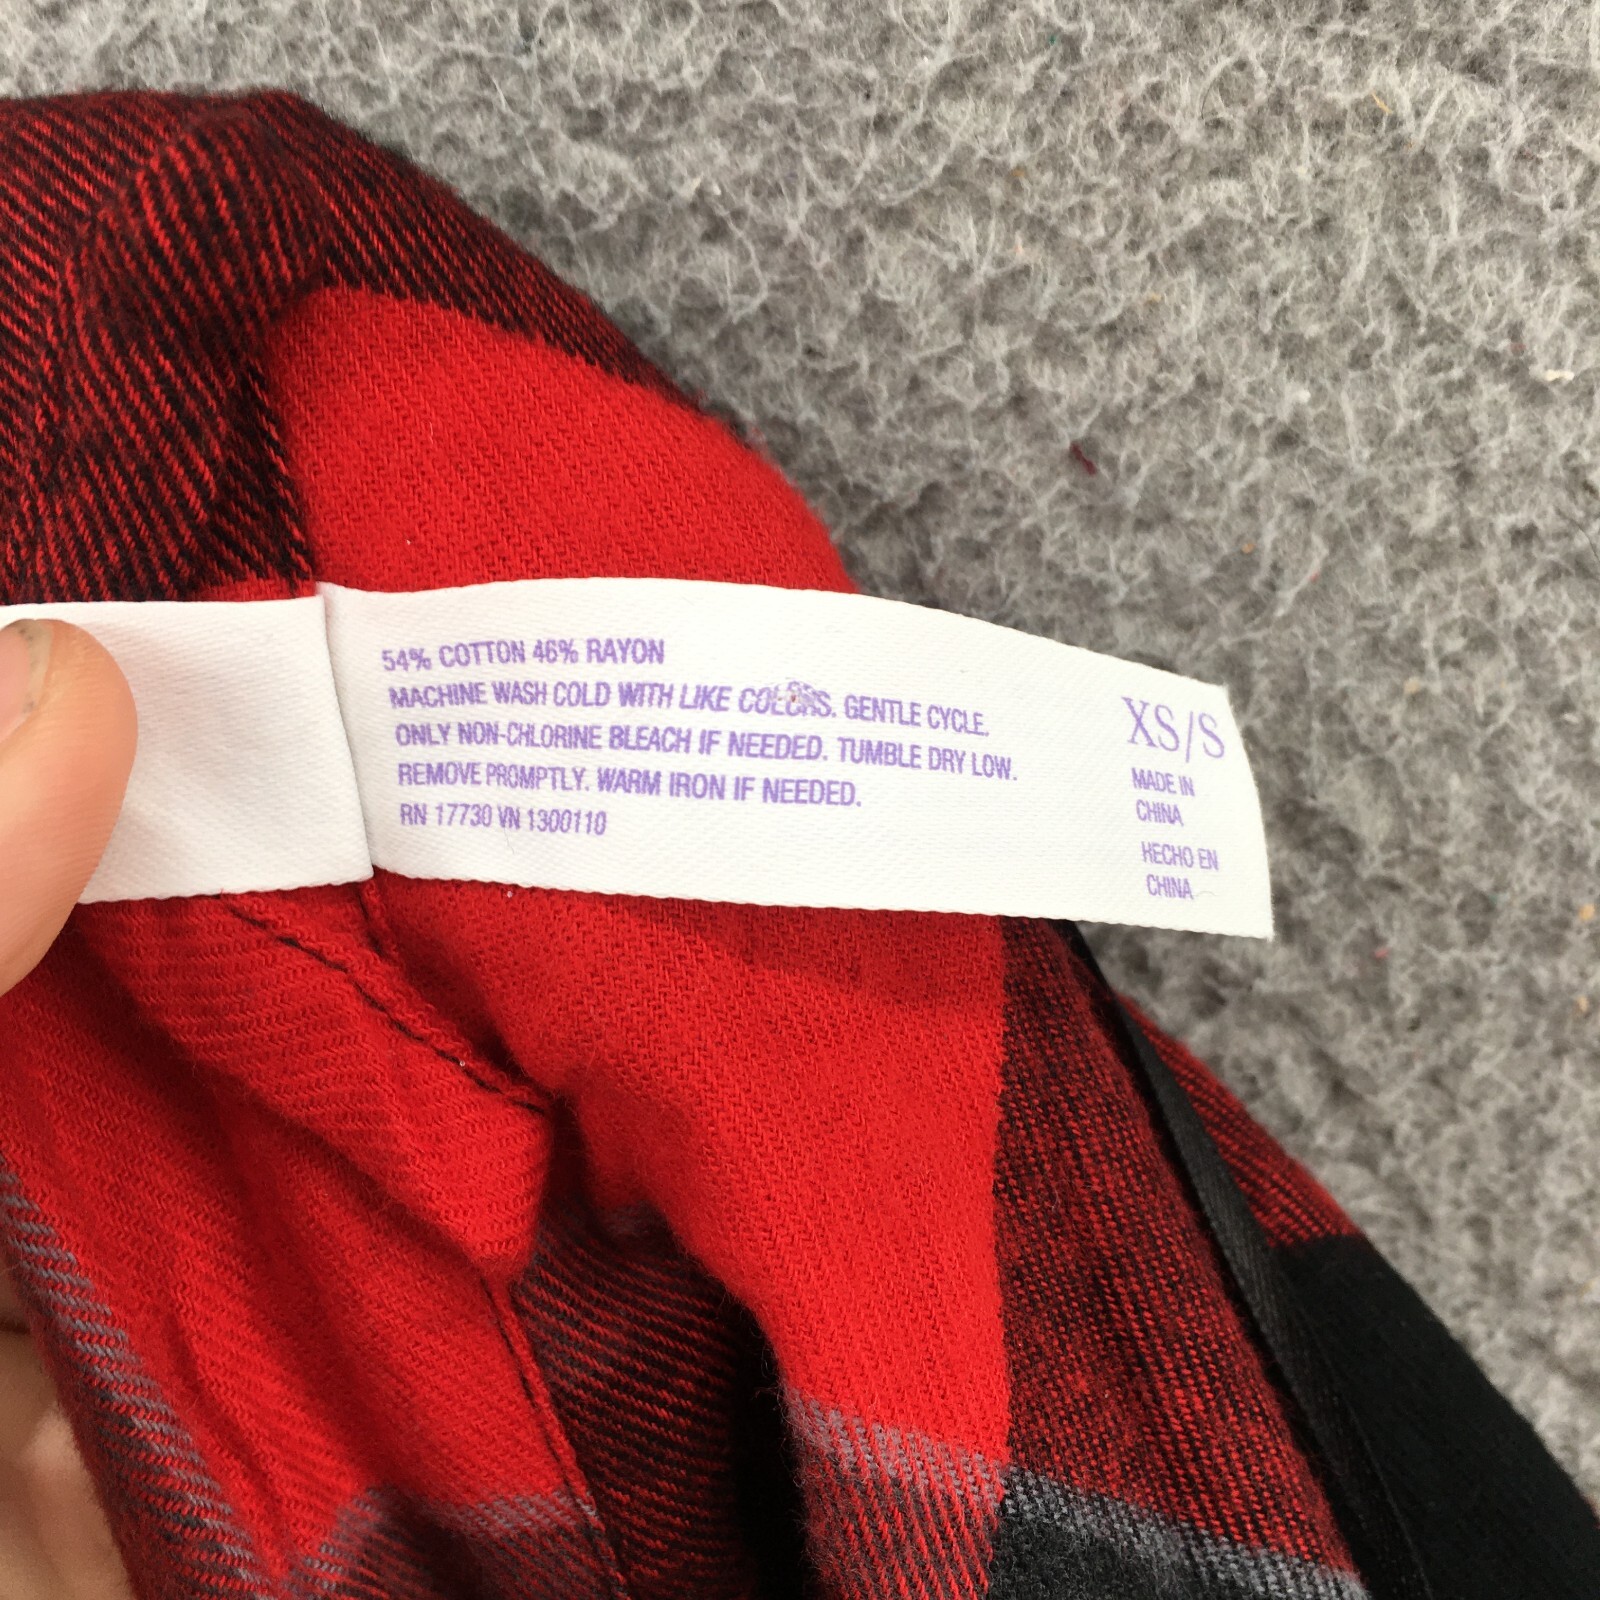 54% COTTON 46% RAYON
MACHINE WASH COLD WITH LIKE COLORS. GENTLE CYCLE.
ONLY NON-CHLORINE BLEACH IF NEEDED. TUMBLE DRY LOW.
REMOVE PROMPTLY. WARM IRON IF NEEDED.
RN 17730 VN 1300110
XS/S
MADE IN
CHINA
HECHO EN
CHINA